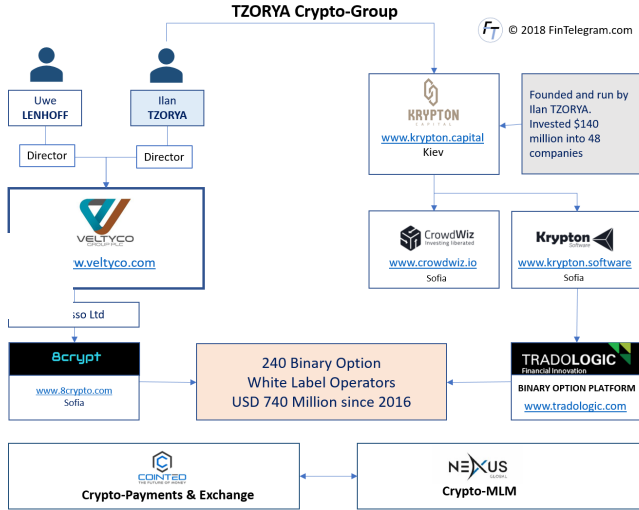 TZORYA Crypto-Group
FT © 2018 FinTelegram.com
Uwe
LENHOFF
Ilan
TZORYA
Director
Director
KRYPTON
CAPITAL
www.krypton.capital
Kiev
Founded and run by
Ilan TZORYA.
Invested $140
million into 48
companies
VELTYCO
GROUP PLC
w.veltyco.com
CrowdWiz
Investing liberated
www.crowdwiz.io
Sofia
Krypton
Software
www.krypton.software
Sofia
sso Ltd
8crypt
www.8crypto.com
Sofia
240 Binary Option
White Label Operators
USD 740 Million since 2016
TRADOLOGIC
Financial Innovation
BINARY OPTION PLATFORM
www.tradologic.com
COINTED
THE FUTURE OF MONEY
Crypto-Payments & Exchange
NEXUS
GLOBAL
Crypto-MLM